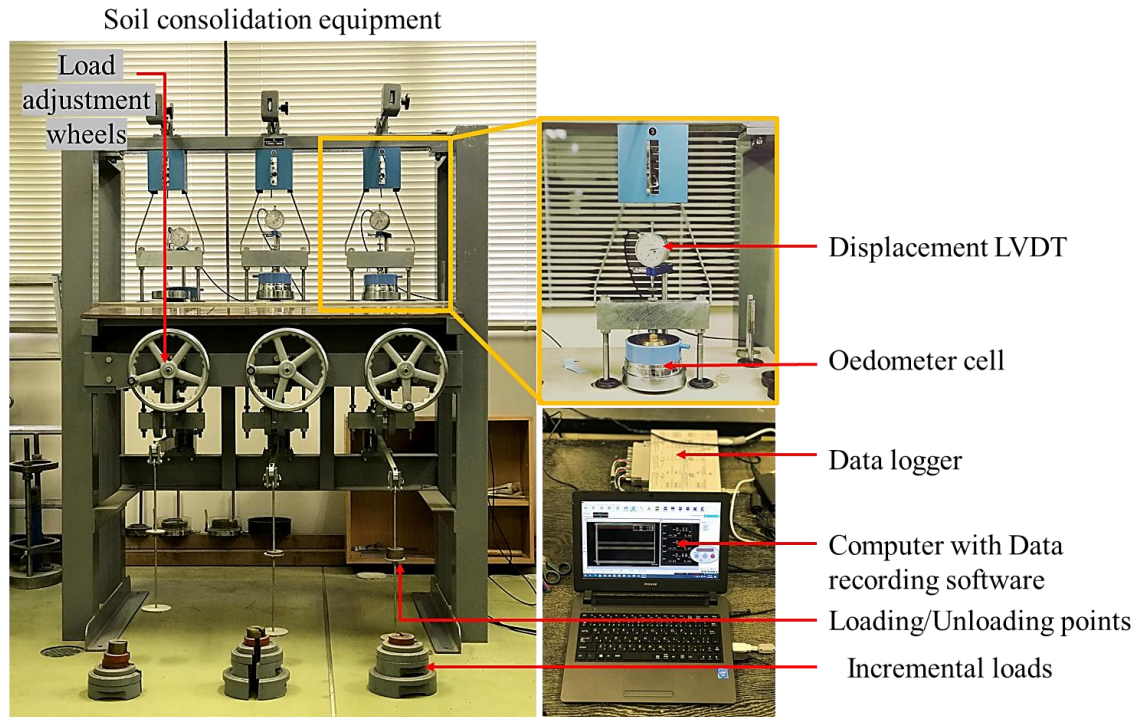 Soil consolidation equipment
Load
adjustment
wheels
Displacement LVDT
Oedometer cell
Data logger
Computer with Data
recording software
Loading/Unloading points
Incremental loads